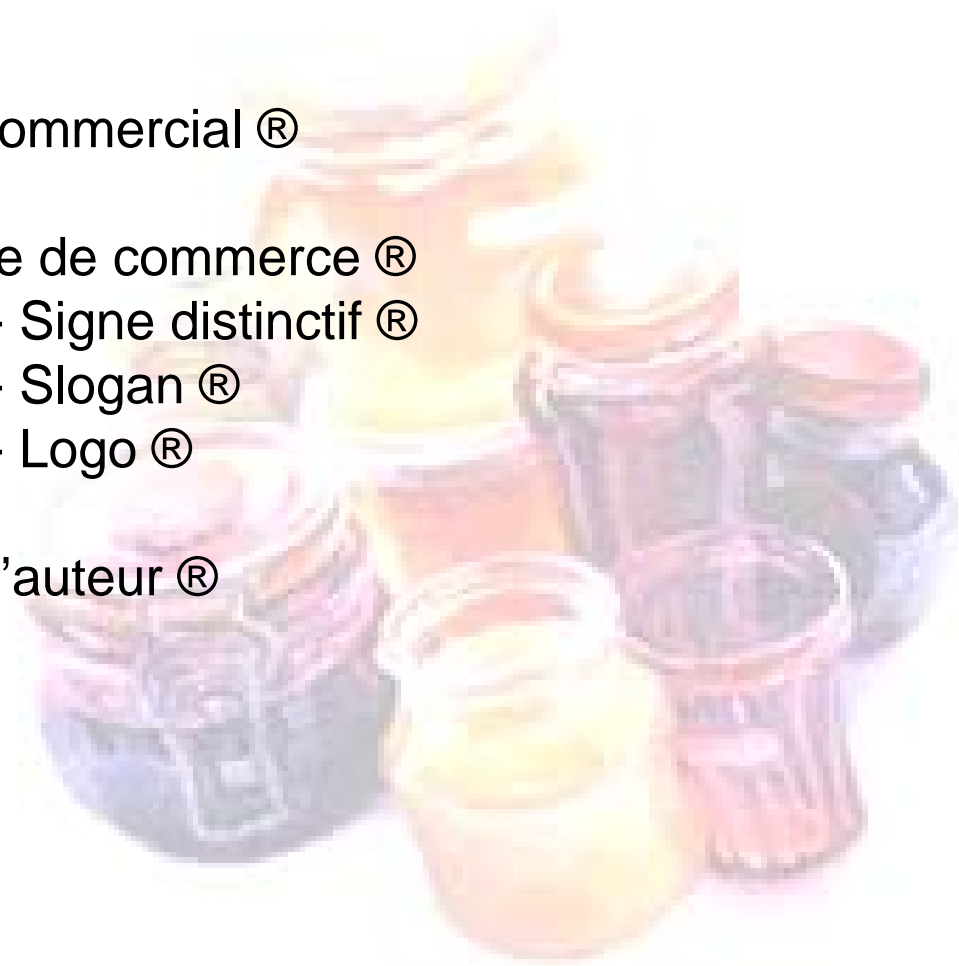 ommercial ®
e de commerce ®
- Signe distinctif ®
- Slogan ®
- Logo ®
’auteur ®